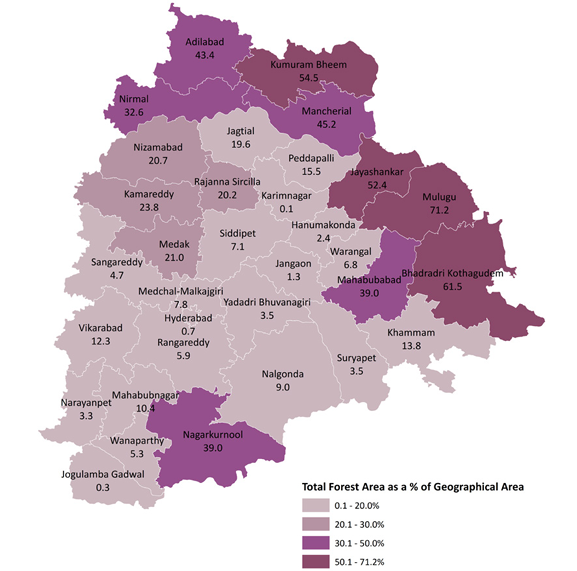 Adilabad
43.4
Kumuram Bheem
54.5
Nirmal
32.6
Mancherial
45.2
Jagtial
19.6
Nizamabad
20.7
Peddapalli
15.5
Jayashankar
52.4
Rajanna Sircilla
20.2
Kamareddy
23.8
Karimnagar
0.1
Mulugu
71.2
Hanumakonda
2.4
Siddipet
7.1
Medak
21.0
Warangal
6.8
Sangareddy
4.7
Jangaon
1.3
Mahabubabad
39.0
Bhadradri Kothagudem
61.5
Medchal-Malkajgiri
7.8
Yadadri Bhuvanagiri
3.5
Hyderabad
0.7
Vikarabad
12.3
Rangareddy
5.9
Khammam
13.8
Suryapet
3.5
Nalgonda
9.0
Mahabubnagar
10.4
Narayanpet
3.3
Nagarkurnool
39.0
Wanaparthy
5.3
Jogulamba Gadwal
0.3
Total Forest Area as a % of Geographical Area
0.1 - 20.0%
20.1 - 30.0%
30.1 - 50.0%
50.1 - 71.2%